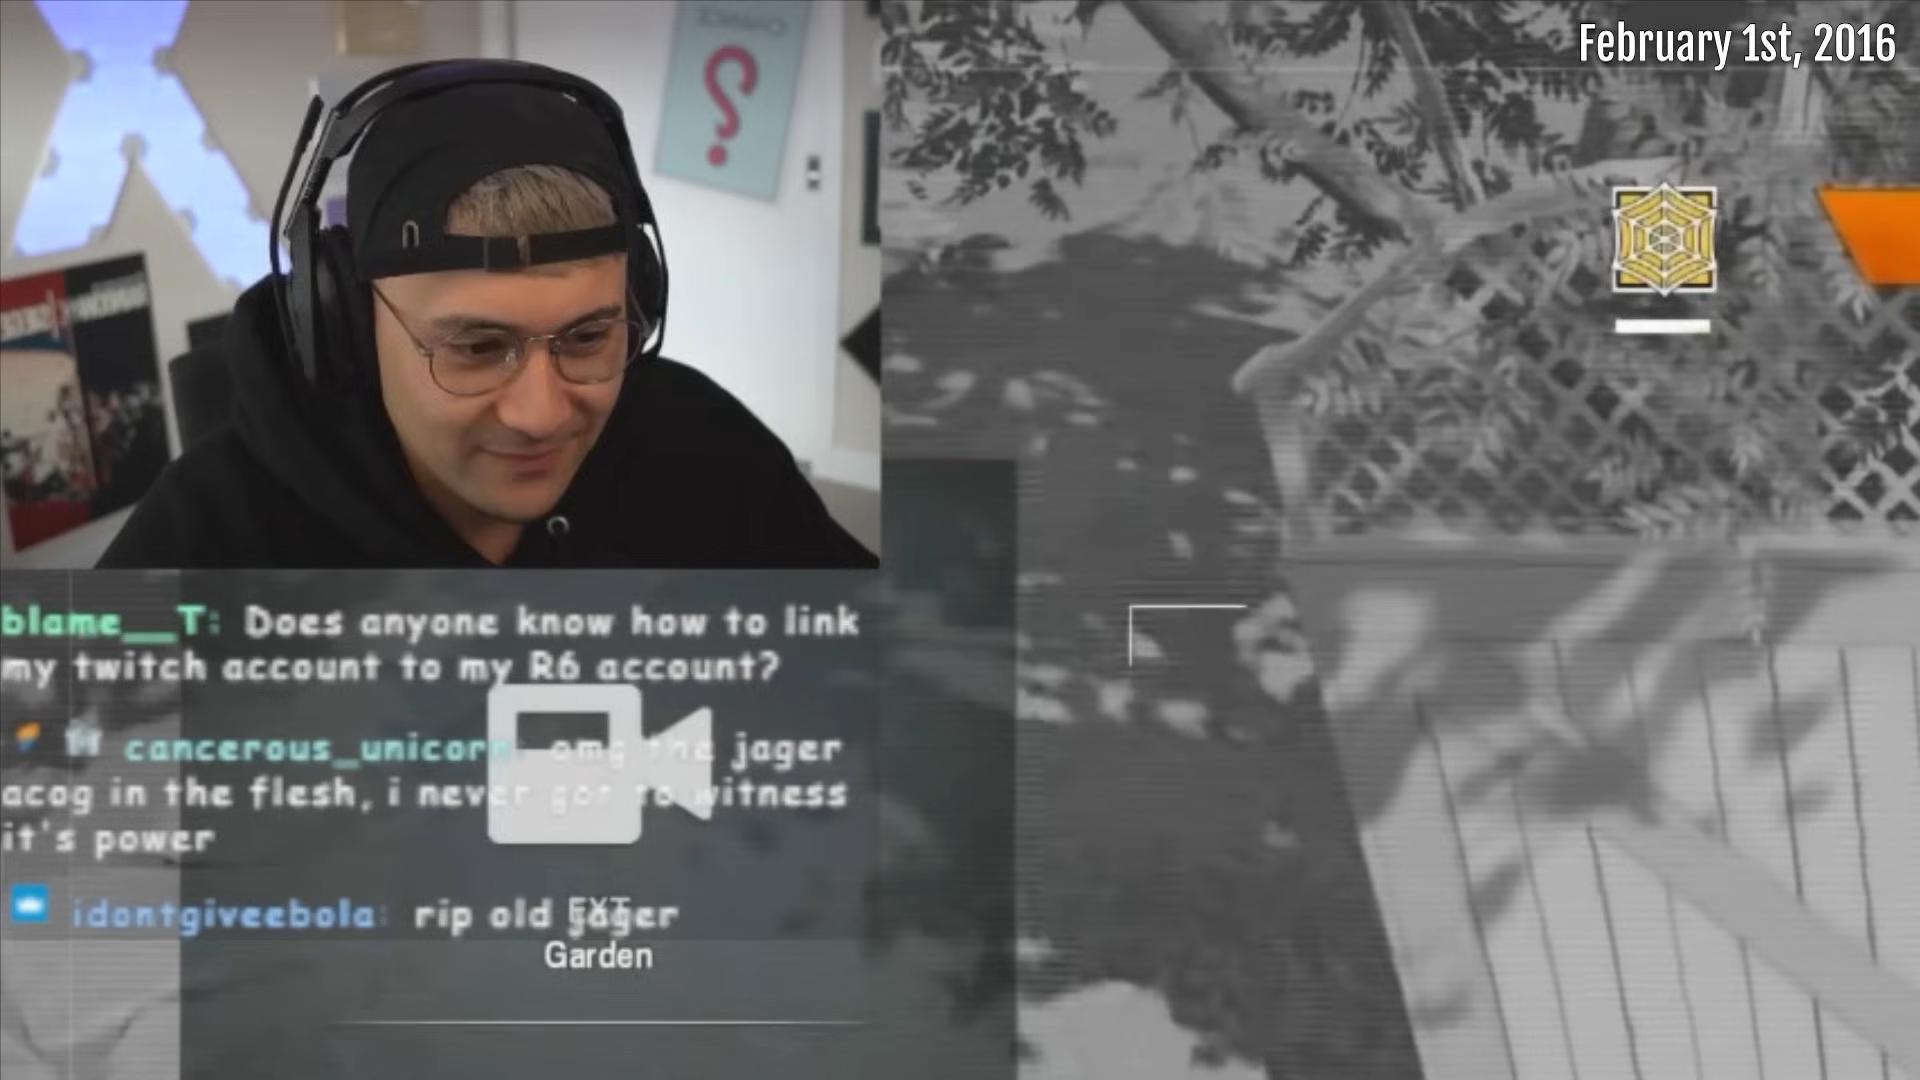 February 1st, 2016
blame__T: Does anyone know how to link
my twitch account to my R6 account?
cancerous_unicorn: omg the jager
acog in the flesh, i never got to witness
it's power
idontgiveebola: rip old jager
EXT
Garden